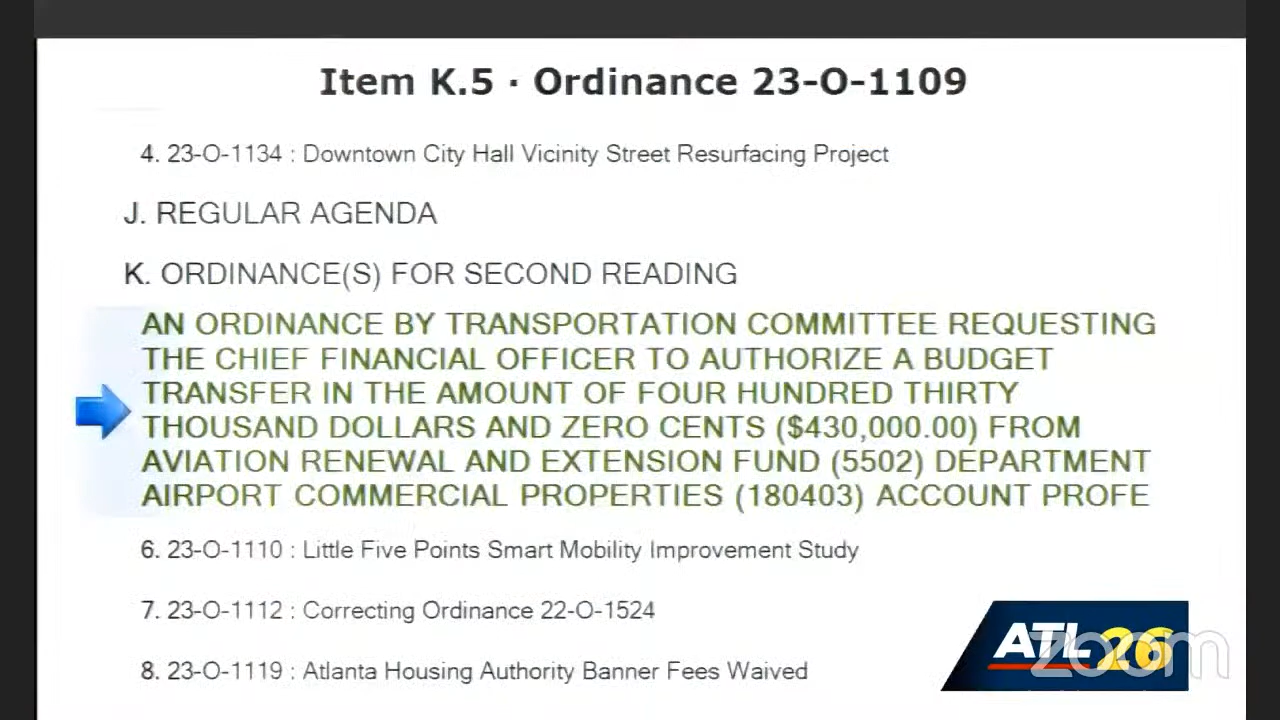 Item K.5 · Ordinance 23-O-1109
4. 23-O-1134 : Downtown City Hall Vicinity Street Resurfacing Project
J. REGULAR AGENDA
K. ORDINANCE(S) FOR SECOND READING
AN ORDINANCE BY TRANSPORTATION COMMITTEE REQUESTING
THE CHIEF FINANCIAL OFFICER TO AUTHORIZE A BUDGET
TRANSFER IN THE AMOUNT OF FOUR HUNDRED THIRTY
THOUSAND DOLLARS AND ZERO CENTS ($430,000.00) FROM
AVIATION RENEWAL AND EXTENSION FUND (5502) DEPARTMENT
AIRPORT COMMERCIAL PROPERTIES (180403) ACCOUNT PROFE
6. 23-O-1110 : Little Five Points Smart Mobility Improvement Study
7. 23-O-1112 : Correcting Ordinance 22-O-1524
8. 23-O-1119 : Atlanta Housing Authority Banner Fees Waived
ATL 26
zoom